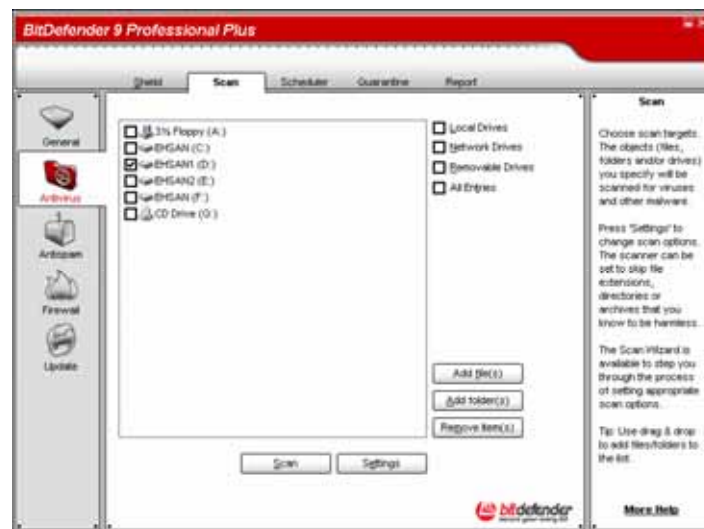 BitDefender 9 Professional Plus
Shield Scan Scheduler Quarantine Report
General
Antivirus
Antispam
Firewall
Update
3½ Floppy (A:)
EHSAN (C:)
EHSAN1 (D:)
EHSAN2 (E:)
EHSAN (F:)
CD Drive (G:)
Local Drives
Network Drives
Removable Drives
All Entries
Add file(s)
Add folder(s)
Remove item(s)
Scan Settings
bitdefender
Scan
Choose scan targets.
The objects (files,
folders and/or drives)
you specify will be
scanned for viruses
and other malware.
Press 'Settings' to
change scan options.
The scanner can be
set to skip file
extensions,
directories or
archives that you
know to be harmless.
The Scan Wizard is
available to step you
through the process
of setting appropriate
scan options.
Tip: Use drag & drop
to add files/folders to
the list.
More Help